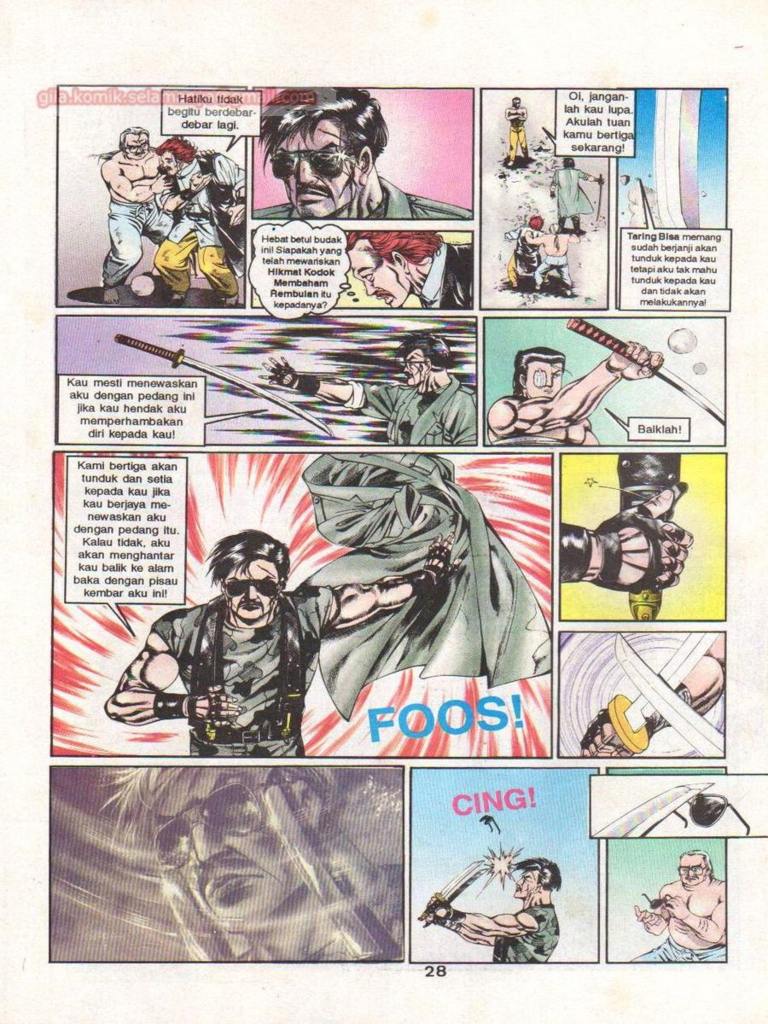 gila.komik.selamanya@gmail.com
Hatiku tidak
begitu berdebar-
debar lagi.
Hebat betul budak
ini! Siapakah yang
telah mewariskan
Hikmat Kodok
Membaham
Rembulan itu
kepadanya?
Oi, jangan-
lah kau lupa.
Akulah tuan
kamu bertiga
sekarang!
Taring Bisa memang
sudah berjanji akan
tunduk kepada kau
tetapi aku tak mahu
tunduk kepada kau
dan tidak akan
melakukannya!
Kau mesti menewaskan
aku dengan pedang ini
jika kau hendak aku
memperhambakan
diri kepada kau!
Baiklah!
Kami bertiga akan
tunduk dan setia
kepada kau jika
kau berjaya me-
newaskan aku
dengan pedang itu.
Kalau tidak, aku
akan menghantar
kau balik ke alam
baka dengan pisau
kembar aku ini!
FOOS!
CING!
28